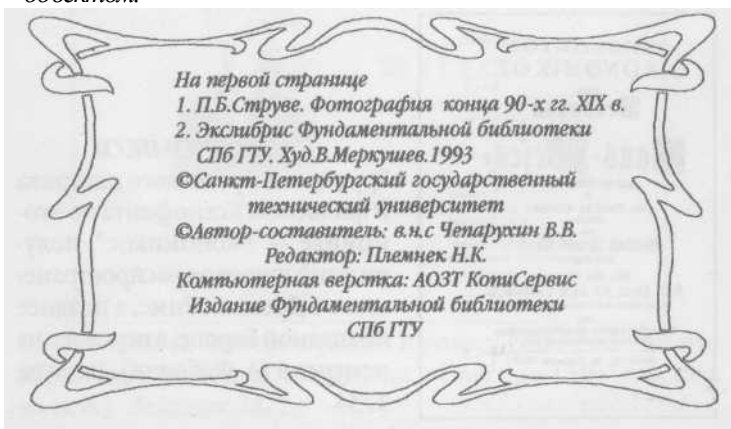 объектом.
На первой странице
1. П.Б.Струве. Фотография конца 90-х гг. XIX в.
2. Экслибрис Фундаментальной библиотеки
СПб ГТУ, Худ.В.Меркушев.1993
©Санкт-Петербургский государственный
технический университет
©Автор-составитель: в.н.с Чепарухин В.В.
Редактор: Племнек Н.К.
Компьютерная верстка: АОЗТ КопиСервис
Издание Фундаментальной библиотеки
СПб ГТУ